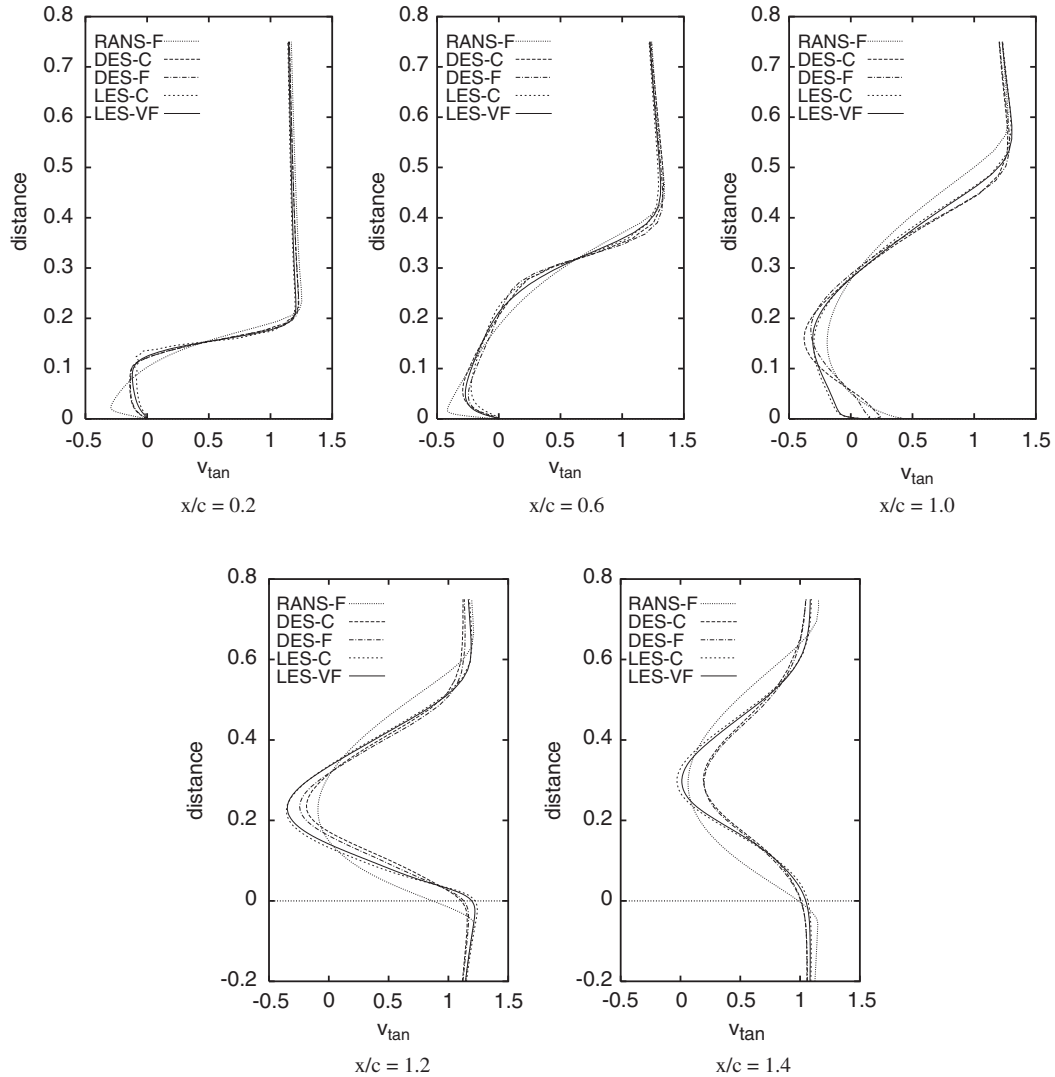 0.8
0.7
0.6
0.5
0.4
0.3
0.2
0.1
0
distance
RANS-F
DES-C
DES-F
LES-C
LES-VF
-0.5 0 0.5 1 1.5
v_tan
x/c = 0.2
0.8
0.7
0.6
0.5
0.4
0.3
0.2
0.1
0
distance
RANS-F
DES-C
DES-F
LES-C
LES-VF
-0.5 0 0.5 1 1.5
v_tan
x/c = 0.6
0.8
0.7
0.6
0.5
0.4
0.3
0.2
0.1
0
distance
RANS-F
DES-C
DES-F
LES-C
LES-VF
-0.5 0 0.5 1 1.5
v_tan
x/c = 1.0
0.8
0.6
0.4
0.2
0
-0.2
distance
RANS-F
DES-C
DES-F
LES-C
LES-VF
-0.5 0 0.5 1 1.5
v_tan
x/c = 1.2
0.8
0.6
0.4
0.2
0
-0.2
distance
RANS-F
DES-C
DES-F
LES-C
LES-VF
-0.5 0 0.5 1 1.5
v_tan
x/c = 1.4